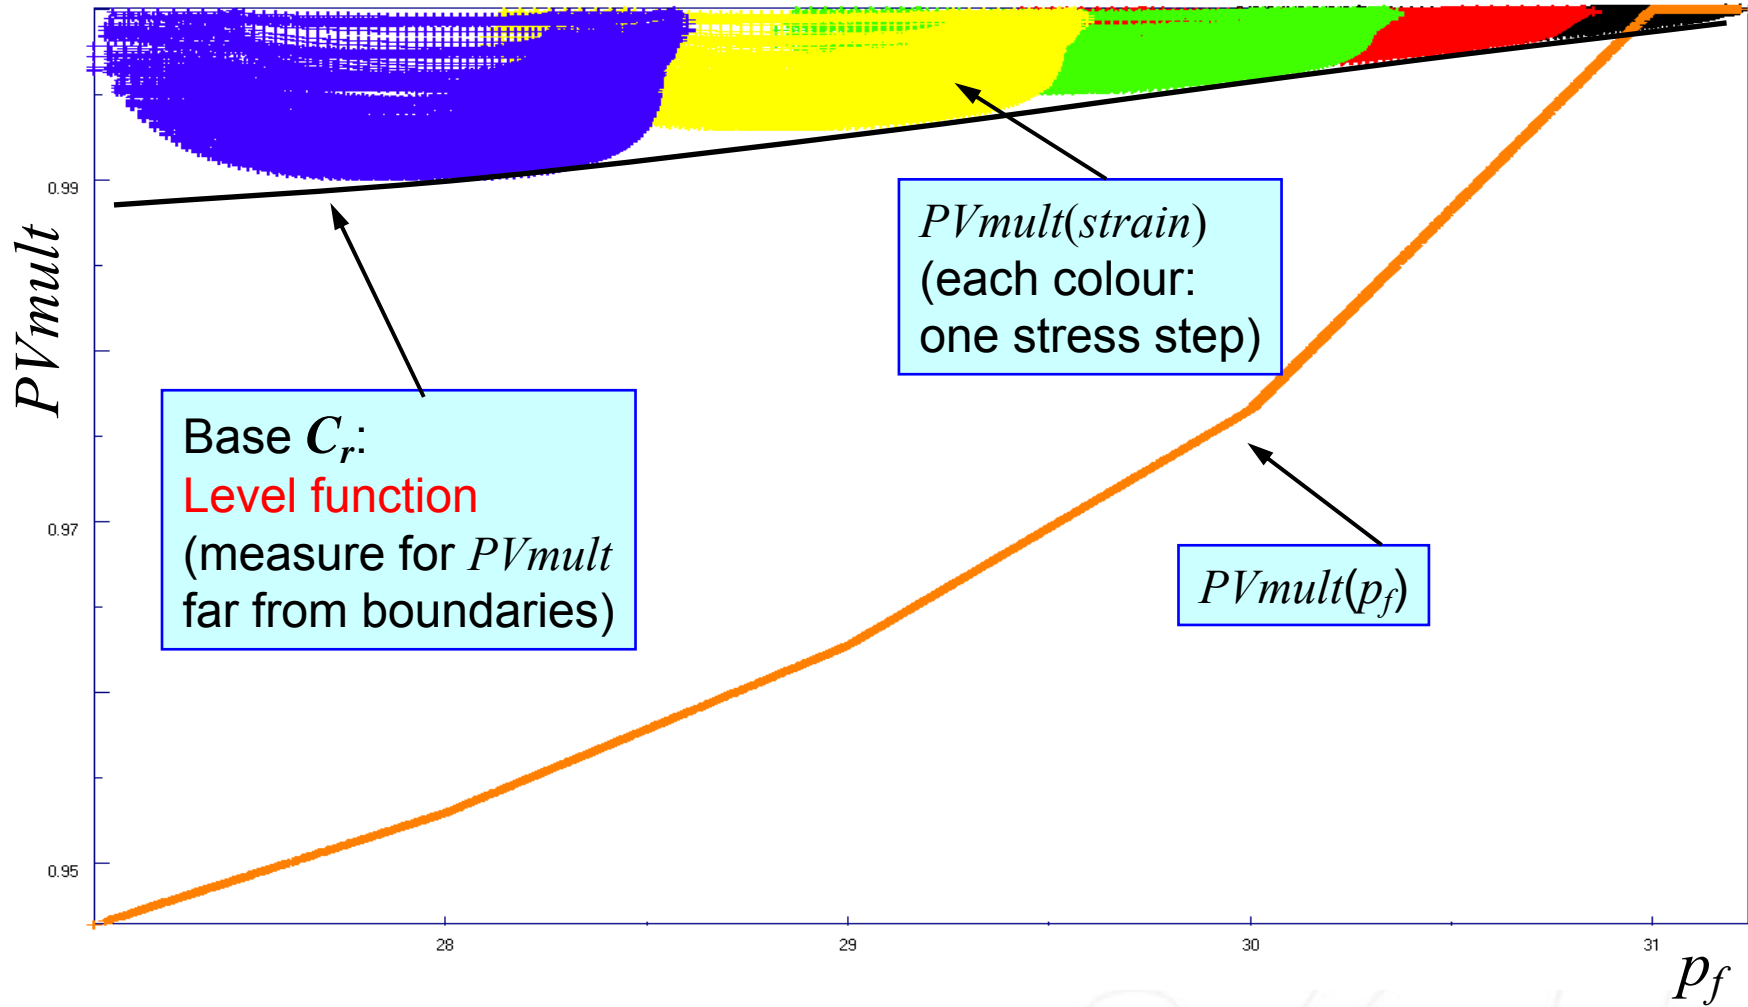 0.99
0.97
0.95
PVmult
PVmult(strain)
(each colour:
one stress step)
Base Cr:
Level function
(measure for PVmult
far from boundaries)
PVmult(pf)
28
29
30
31
pf